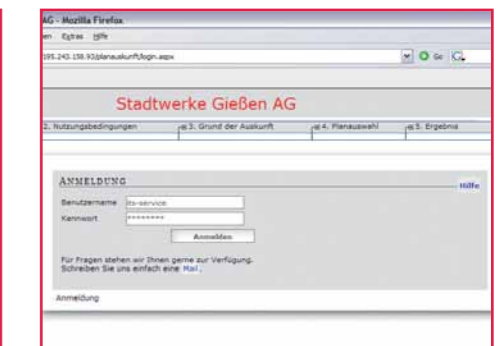 AG - Mozilla Firefox
en Extras Hilfe
195.243.158.93/planauskunft/login.aspx Go G
Stadtwerke Gießen AG
2. Nutzungsbedingungen 3. Grund der Auskunft 4. Planauswahl 5. Ergebnis
ANMELDUNG
Hilfe
Benutzername its-service
Kennwort ********
Anmelden
Für Fragen stehen wir Ihnen gerne zur Verfügung.
Schreiben Sie uns einfach eine Mail.
Anmeldung